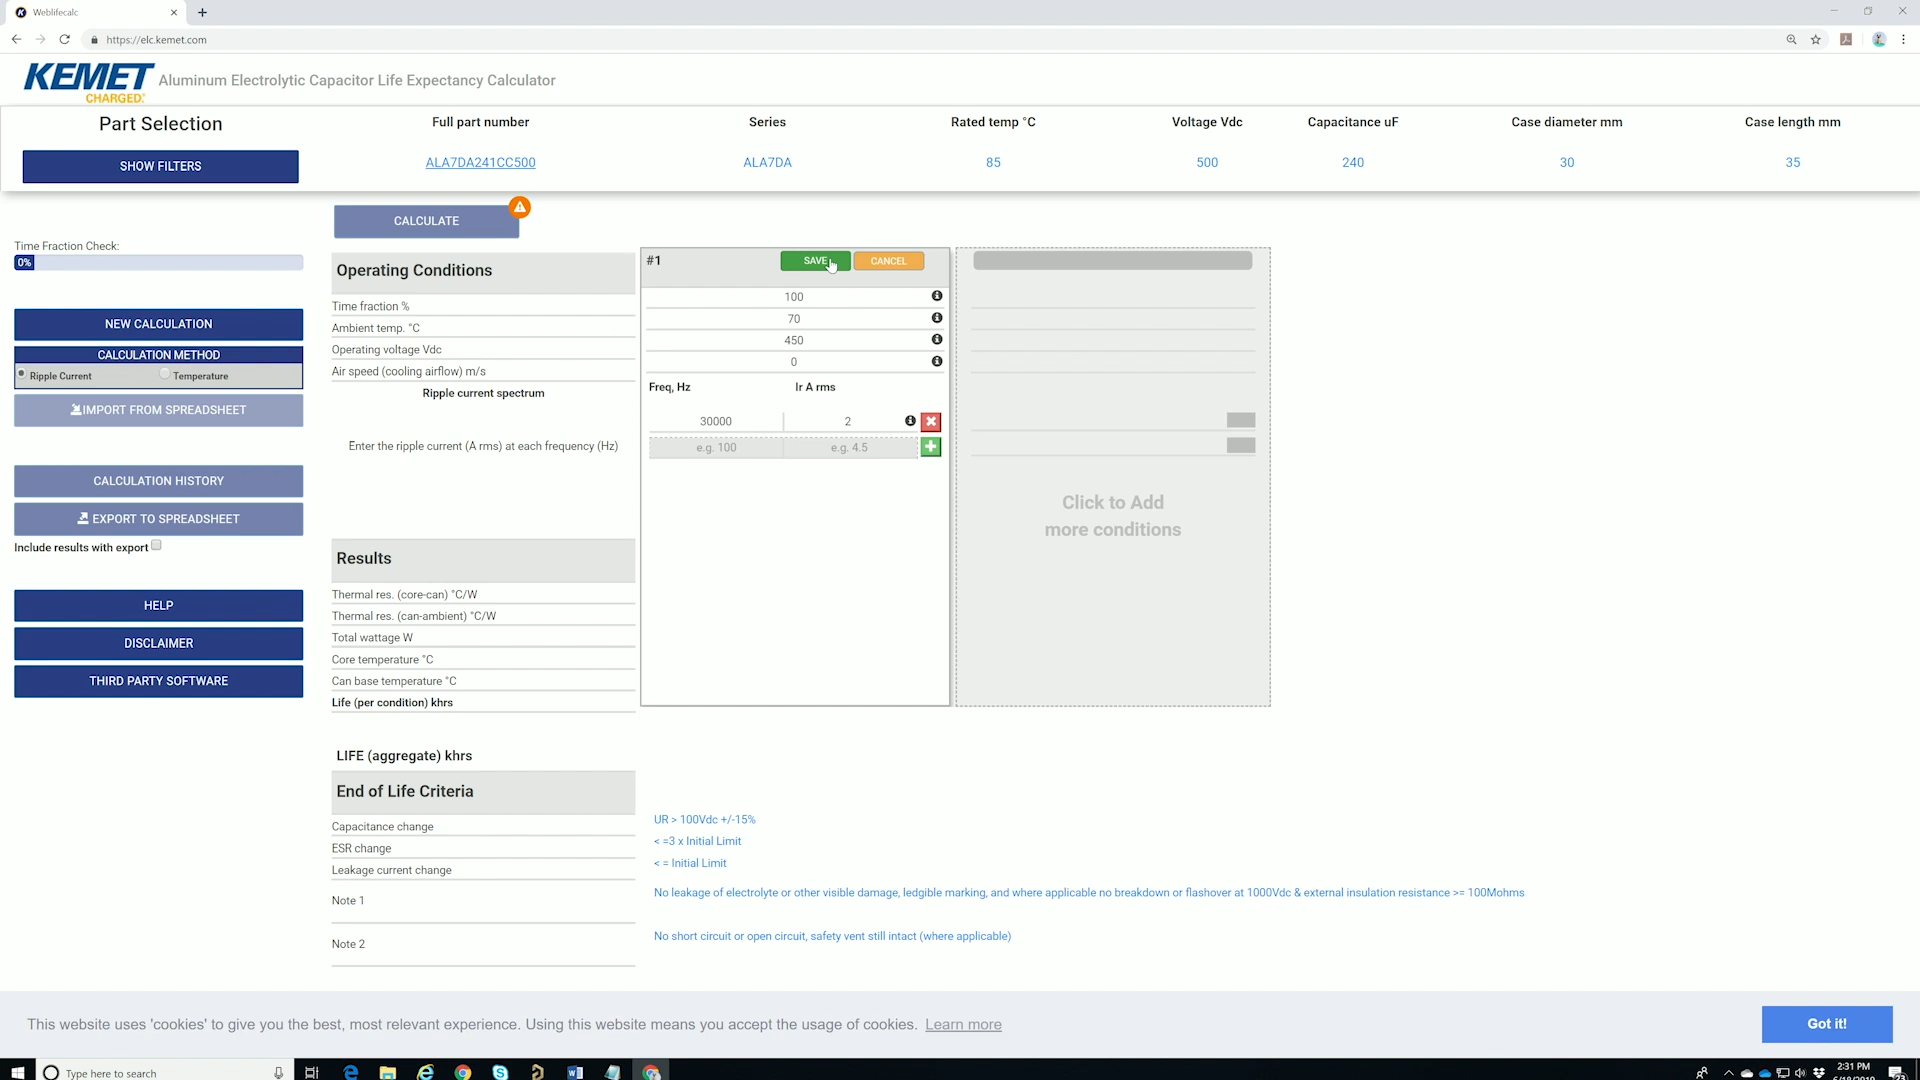 Weblifecalc
https://elc.kemet.com
KEMET
CHARGED.
Aluminum Electrolytic Capacitor Life Expectancy Calculator
Part Selection
SHOW FILTERS
Full part number
Series
Rated temp °C
Voltage Vdc
Capacitance uF
Case diameter mm
Case length mm
ALA7DA241CC500
ALA7DA
85
500
240
30
35
CALCULATE
Time Fraction Check:
0%
NEW CALCULATION
CALCULATION METHOD
Ripple Current
Temperature
IMPORT FROM SPREADSHEET
CALCULATION HISTORY
EXPORT TO SPREADSHEET
Include results with export
HELP
DISCLAIMER
THIRD PARTY SOFTWARE
Operating Conditions
Time fraction %
Ambient temp. °C
Operating voltage Vdc
Air speed (cooling airflow) m/s
Ripple current spectrum
Enter the ripple current (A rms) at each frequency (Hz)
#1
SAVE
CANCEL
100
70
450
0
Freq, Hz
Ir A rms
30000
2
e.g. 100
e.g. 4.5
Click to Add
more conditions
Results
Thermal res. (core-can) °C/W
Thermal res. (can-ambient) °C/W
Total wattage W
Core temperature °C
Can base temperature °C
Life (per condition) khrs
LIFE (aggregate) khrs
End of Life Criteria
Capacitance change
UR > 100Vdc +/-15%
ESR change
< =3 x Initial Limit
Leakage current change
< = Initial Limit
Note 1
No leakage of electrolyte or other visible damage, ledgible marking, and where applicable no breakdown or flashover at 1000Vdc & external insulation resistance >= 100Mohms
Note 2
No short circuit or open circuit, safety vent still intact (where applicable)
This website uses 'cookies' to give you the best, most relevant experience. Using this website means you accept the usage of cookies. Learn more
Got it!
Type here to search
2:31 PM